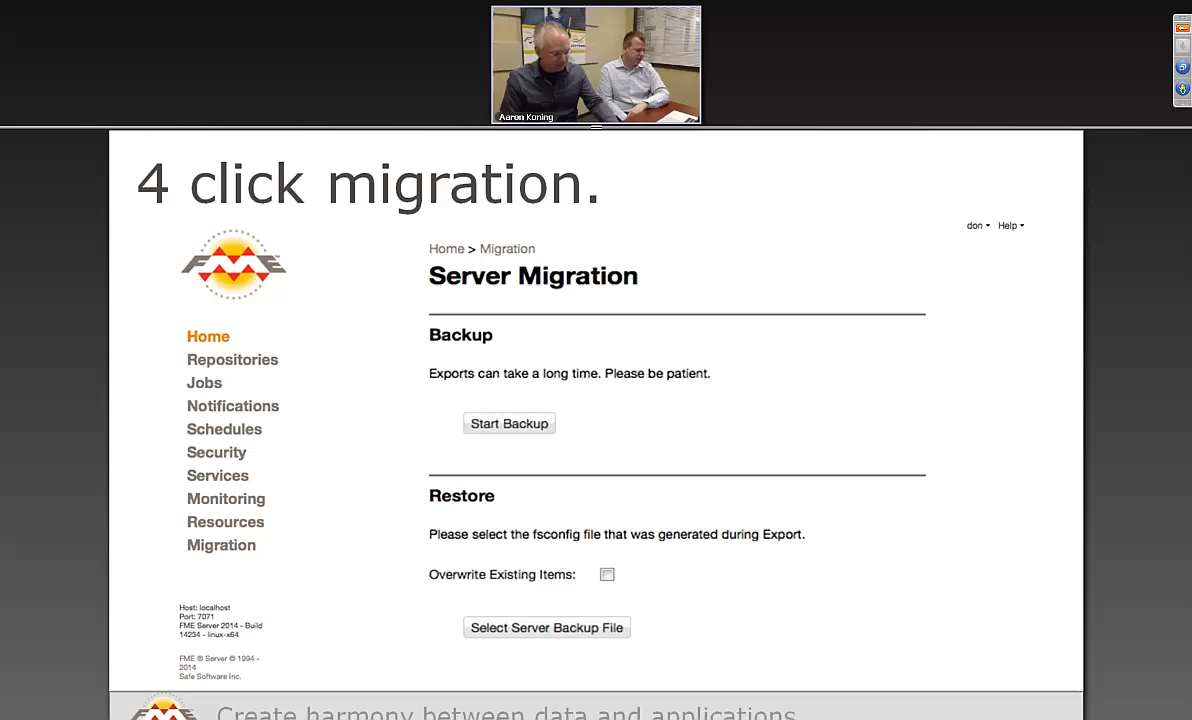 Aaron Koning
4 click migration.
don
Help
FME
Home > Migration
Server Migration
Backup
Exports can take a long time. Please be patient.
Start Backup
Restore
Please select the fsconfig file that was generated during Export.
Overwrite Existing Items:
Select Server Backup File
Home
Repositories
Jobs
Notifications
Schedules
Security
Services
Monitoring
Resources
Migration
Host: localhost
Port: 7071
FME Server 2014 - Build
14234 - linux-x64
FME ® Server © 1994 -
2014
Safe Software Inc.
Create harmony between data and applications